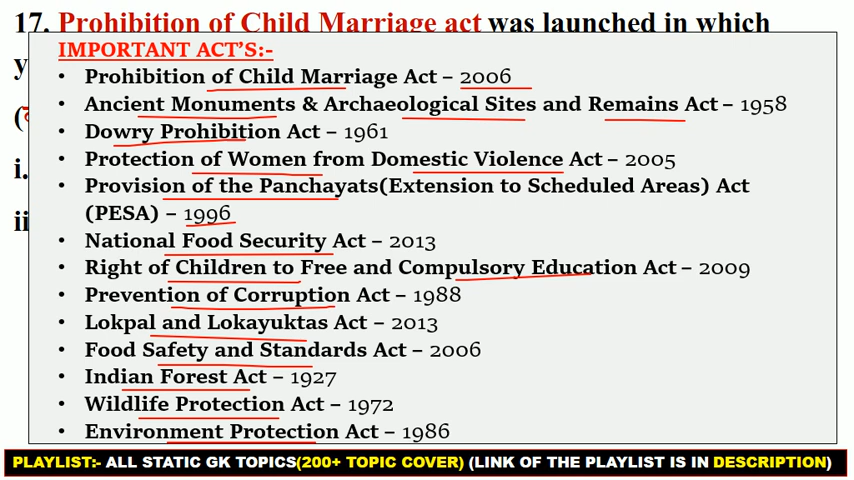 17. Prohibition of Child Marriage act was launched in which
y
IMPORTANT ACT'S:-
• Prohibition of Child Marriage Act – 2006
• Ancient Monuments & Archaeological Sites and Remains Act – 1958
• Dowry Prohibition Act – 1961
• Protection of Women from Domestic Violence Act – 2005
• Provision of the Panchayats(Extension to Scheduled Areas) Act
(PESA) – 1996
• National Food Security Act – 2013
• Right of Children to Free and Compulsory Education Act – 2009
• Prevention of Corruption Act – 1988
• Lokpal and Lokayuktas Act – 2013
• Food Safety and Standards Act – 2006
• Indian Forest Act – 1927
• Wildlife Protection Act – 1972
• Environment Protection Act – 1986
i.
ii
PLAYLIST:- ALL STATIC GK TOPICS(200+ TOPIC COVER) (LINK OF THE PLAYLIST IS IN DESCRIPTION)